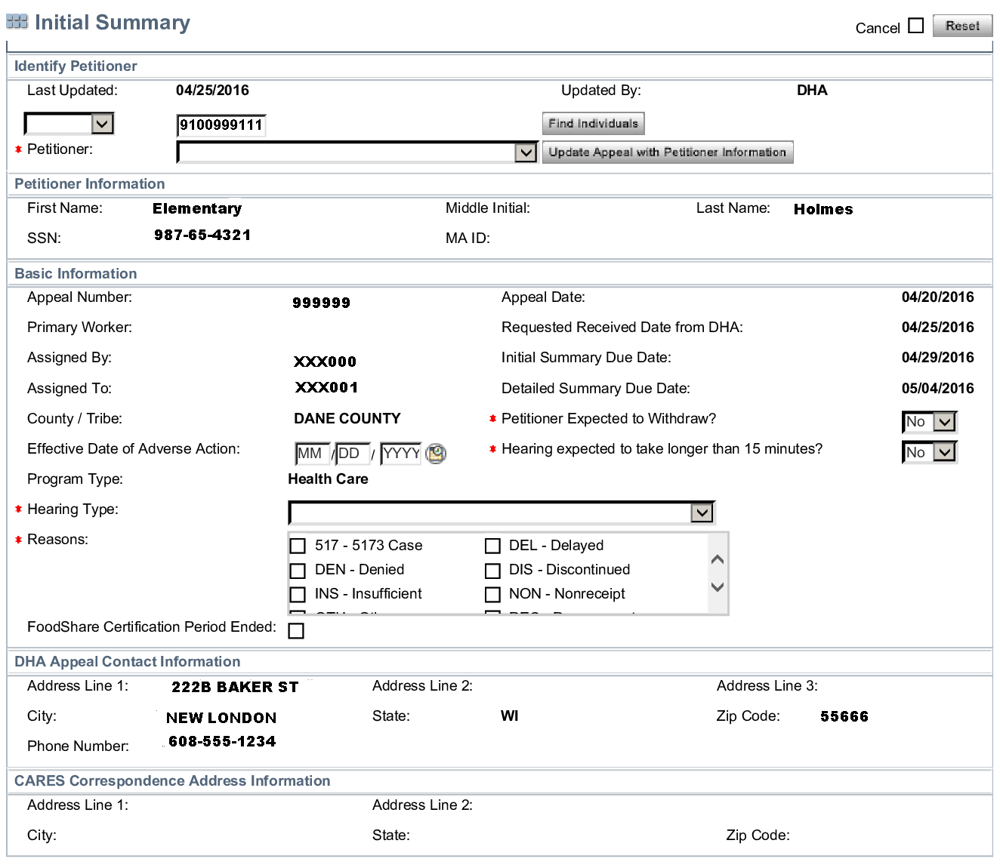 Initial Summary
Cancel Reset
Identify Petitioner
Last Updated: 04/25/2016 Updated By: DHA
9100999111 Find Individuals
* Petitioner: Update Appeal with Petitioner Information
Petitioner Information
First Name: Elementary Middle Initial: Last Name: Holmes
SSN: 987-65-4321 MA ID:
Basic Information
Appeal Number: 999999 Appeal Date: 04/20/2016
Primary Worker: Requested Received Date from DHA: 04/25/2016
Assigned By: XXX000 Initial Summary Due Date: 04/29/2016
Assigned To: XXX001 Detailed Summary Due Date: 05/04/2016
County / Tribe: DANE COUNTY * Petitioner Expected to Withdraw? No
Effective Date of Adverse Action: MM / DD / YYYY * Hearing expected to take longer than 15 minutes? No
Program Type: Health Care
* Hearing Type:
* Reasons: 517 - 5173 Case DEL - Delayed
DEN - Denied DIS - Discontinued
INS - Insufficient NON - Nonreceipt
FoodShare Certification Period Ended:
DHA Appeal Contact Information
Address Line 1: 222B BAKER ST Address Line 2: Address Line 3:
City: NEW LONDON State: WI Zip Code: 55666
Phone Number: 608-555-1234
CARES Correspondence Address Information
Address Line 1: Address Line 2:
City: State: Zip Code: